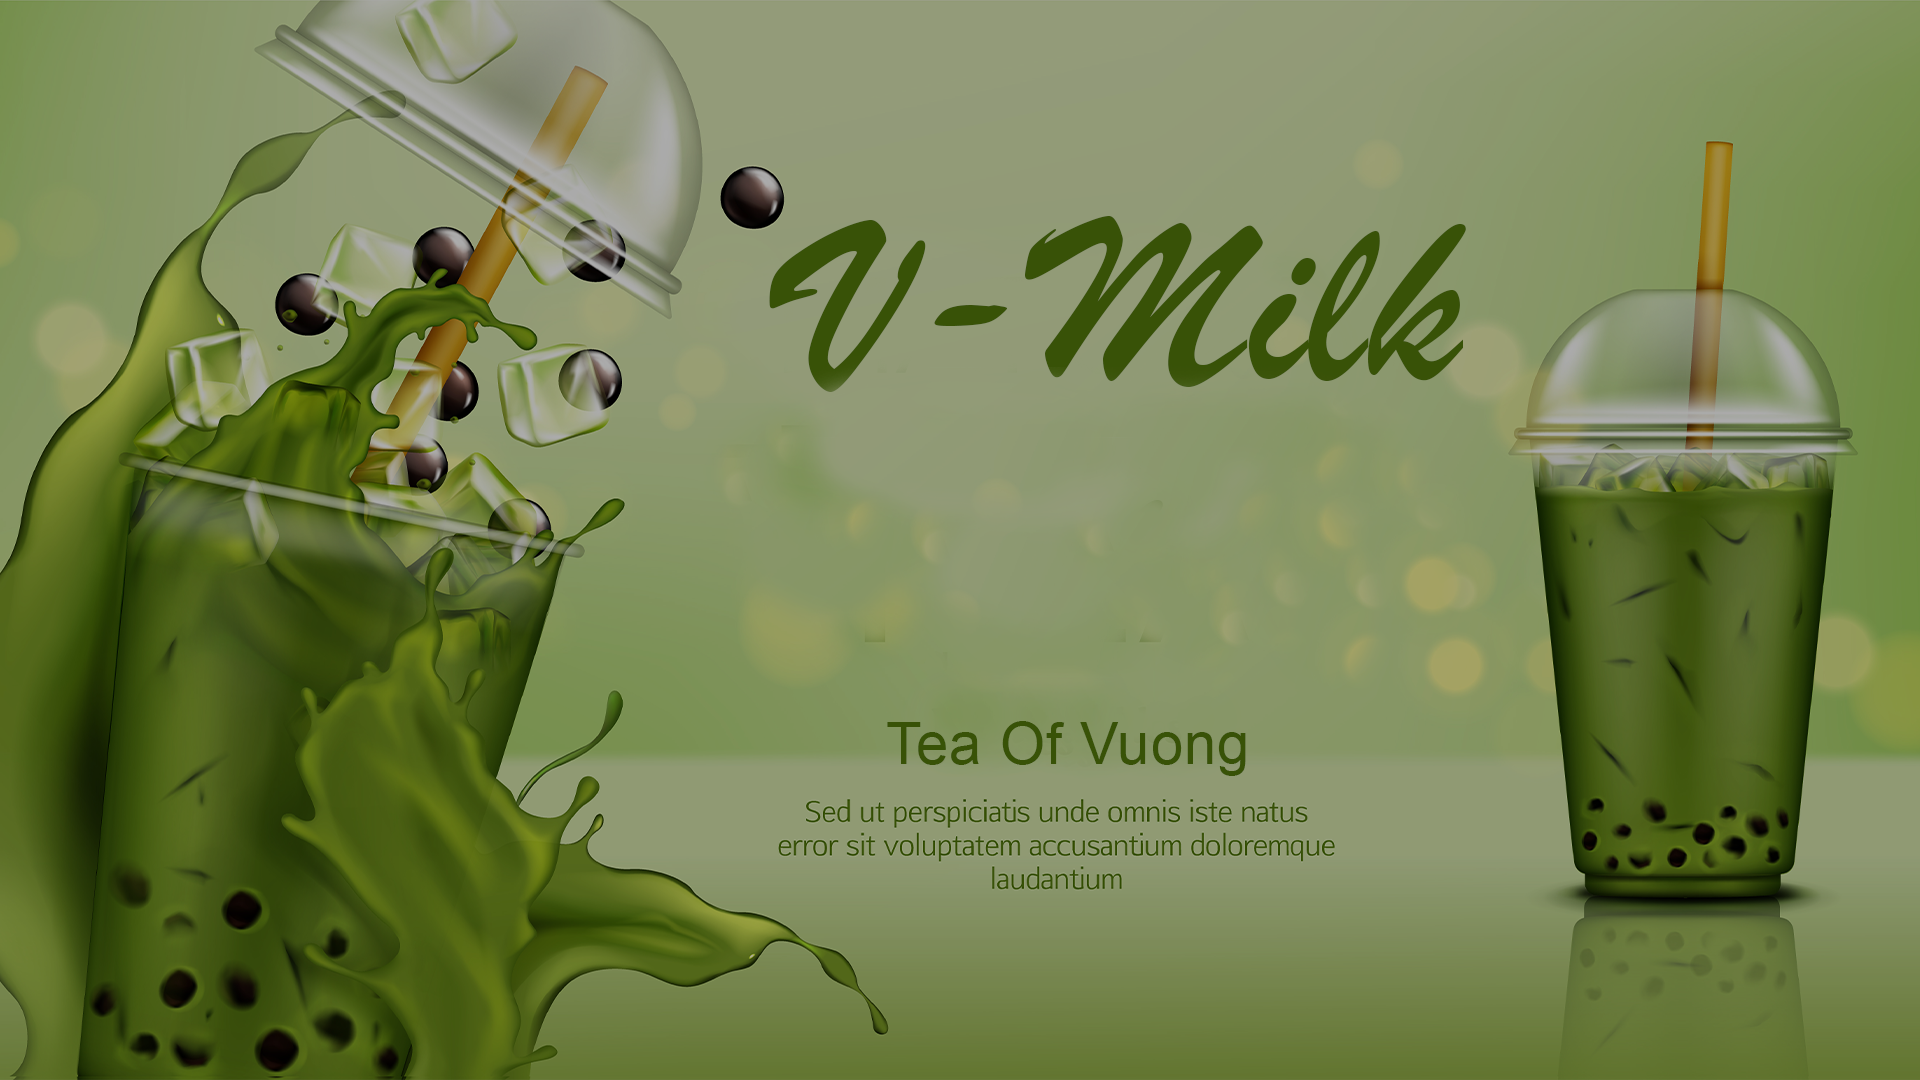 V-Milk
Tea Of Vuong
Sed ut perspiciatis unde omnis iste natus
error sit voluptatem accusantium doloremque
laudantium